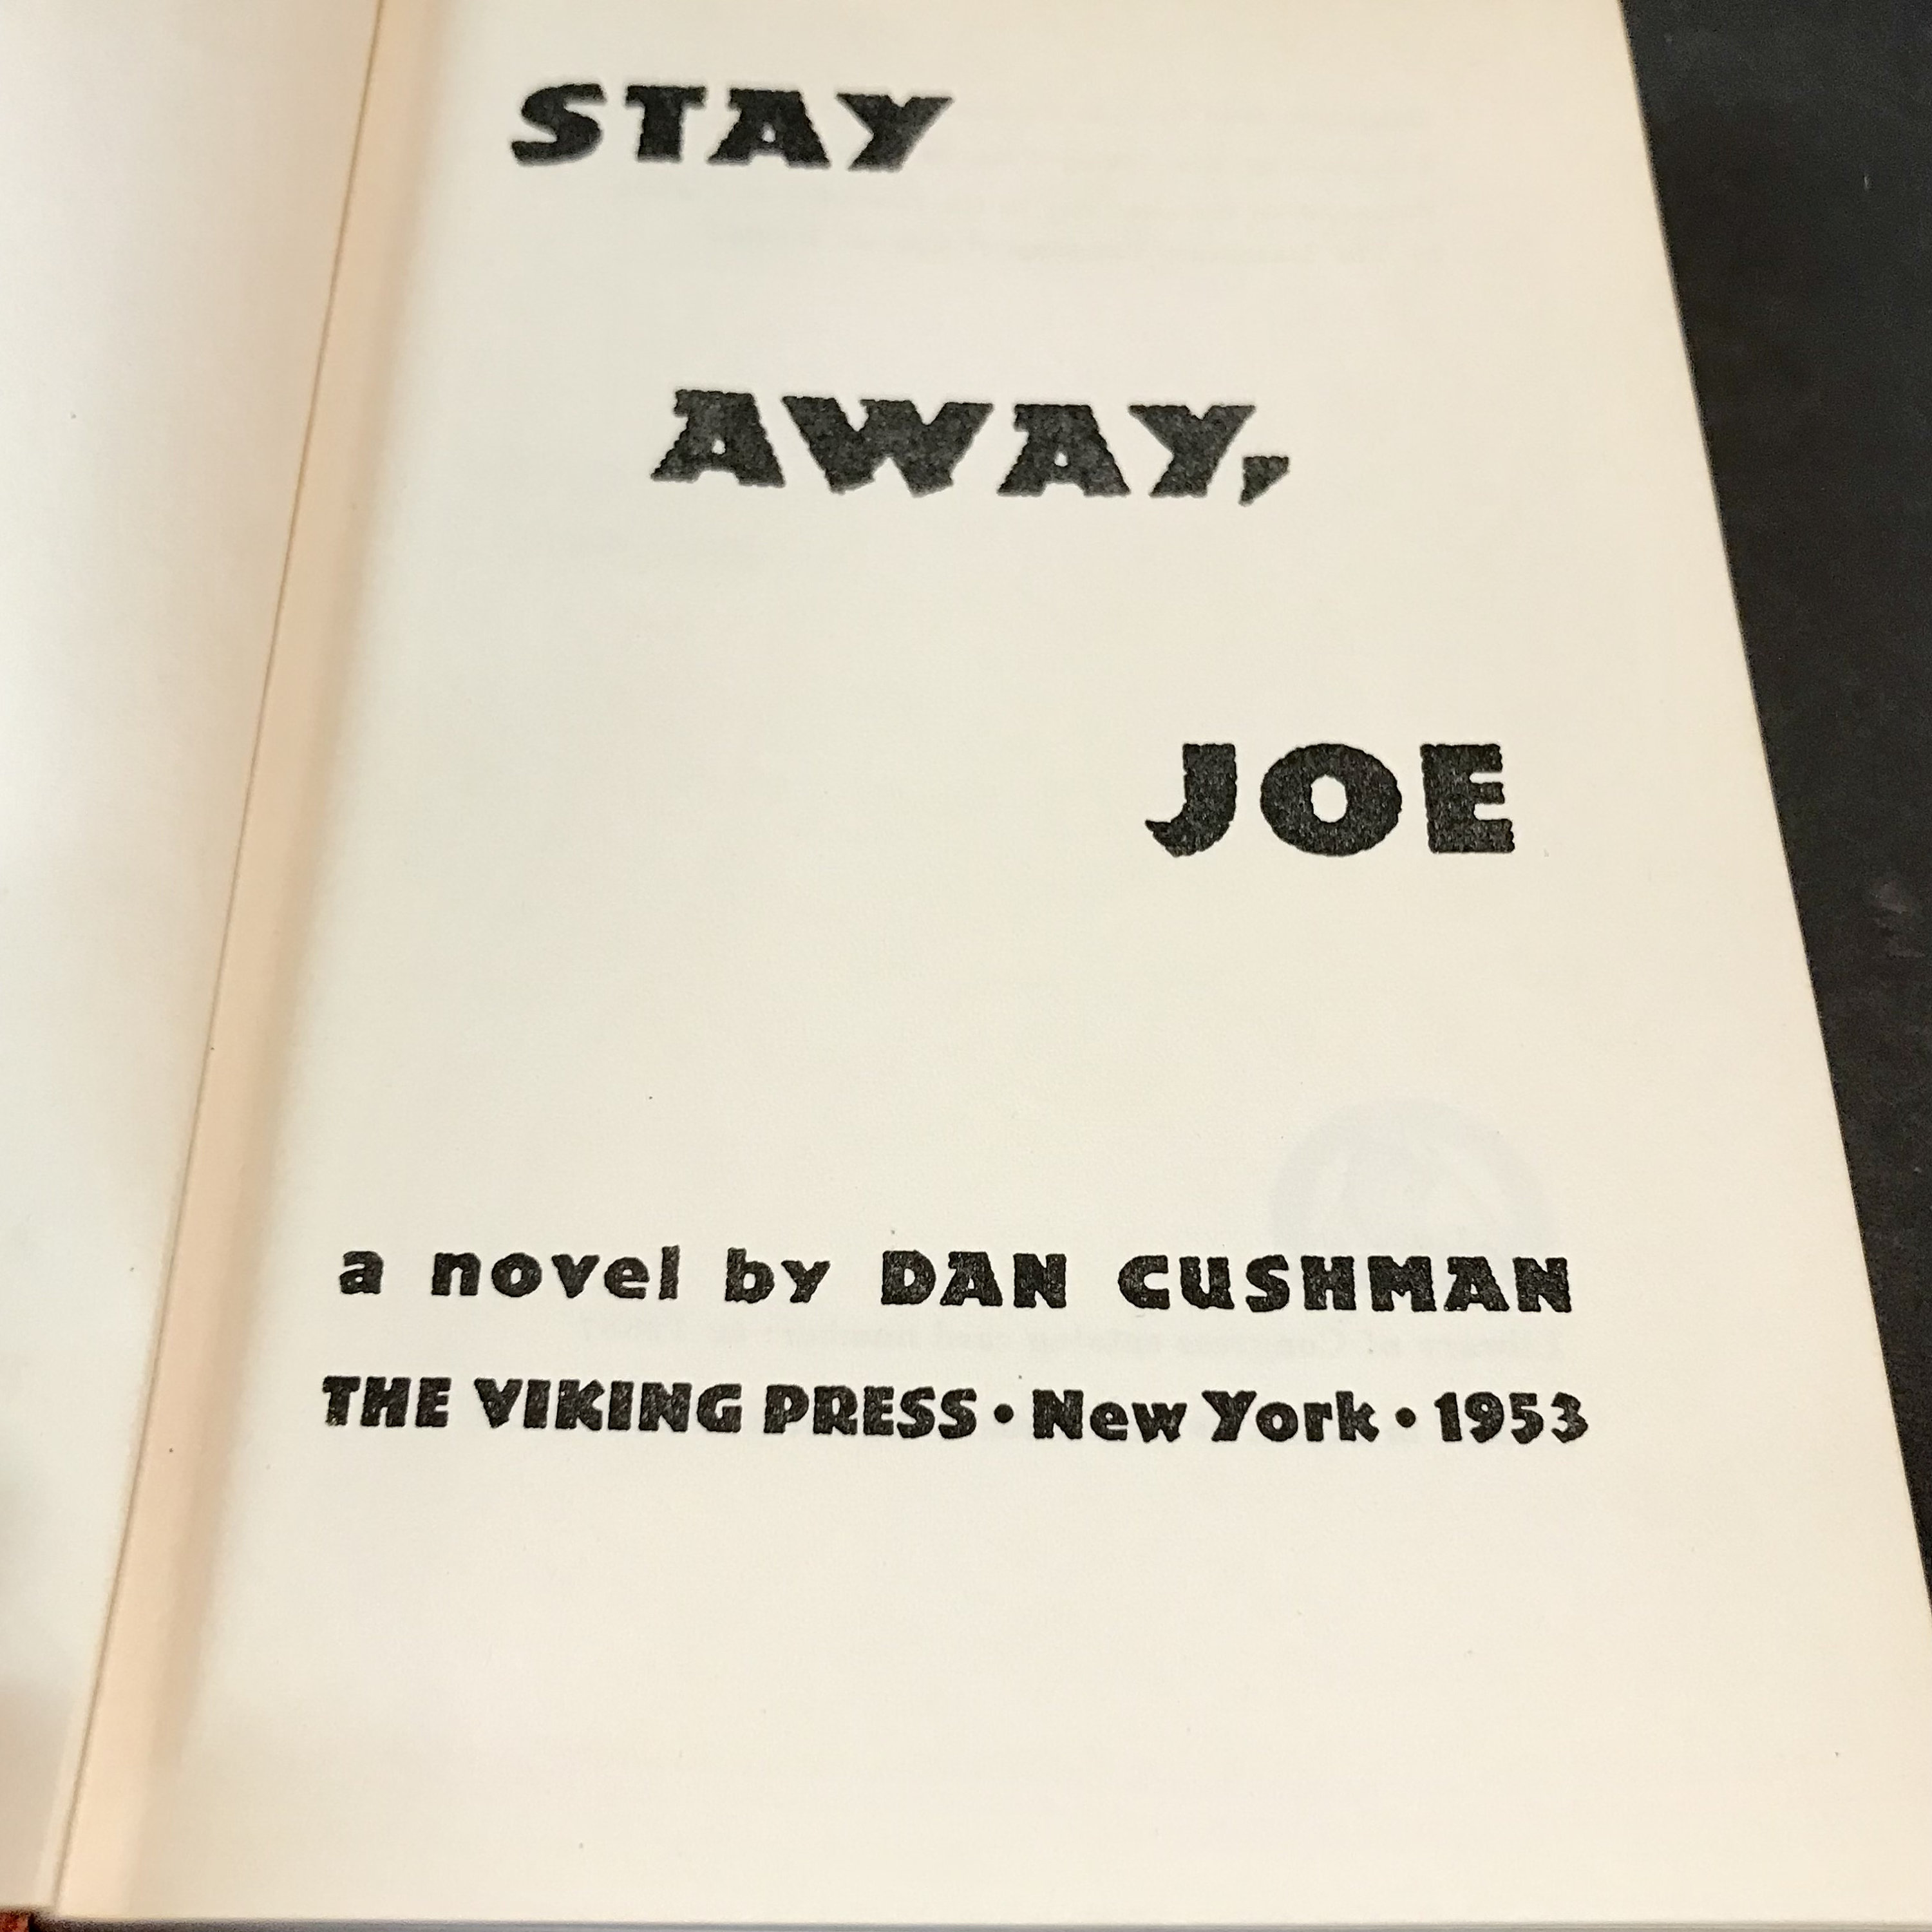 STAY
AWAY,
JOE
a novel by DAN CUSHMAN
THE VIKING PRESS • New York • 1953